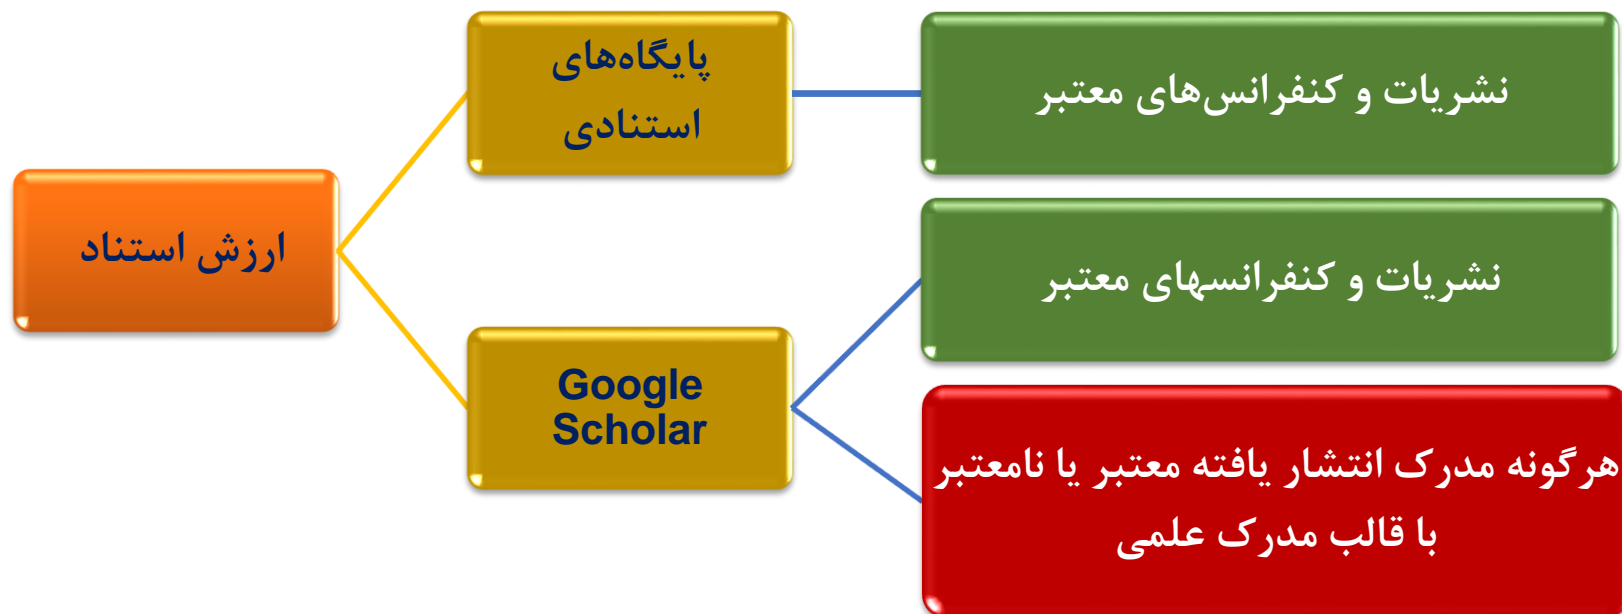 ارزش استناد
پایگاه‌های
استنادی
نشریات و کنفرانس‌های معتبر
Google
Scholar
نشریات و کنفرانسهای معتبر
هرگونه مدرک انتشار یافته معتبر یا نامعتبر
با قالب مدرک علمی